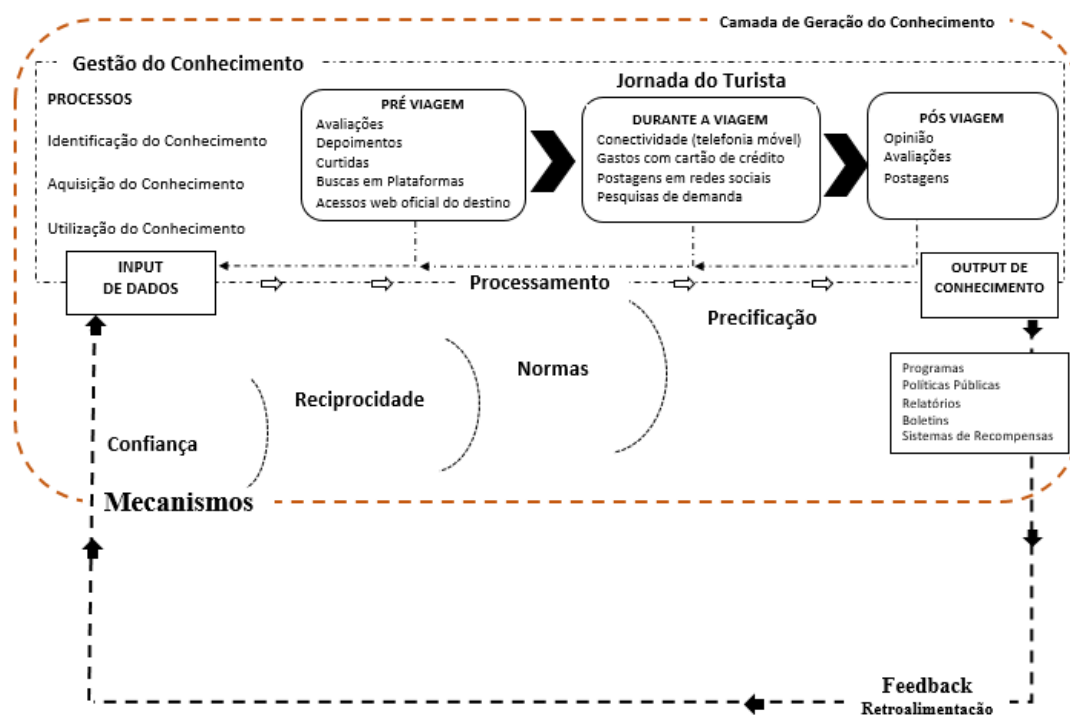 Camada de Geração do Conhecimento
Gestão do Conhecimento
Jornada do Turista
PROCESSOS
Identificação do Conhecimento
Aquisição do Conhecimento
Utilização do Conhecimento
PRÉ VIAGEM
Avaliações
Depoimentos
Curtidas
Buscas em Plataformas
Acessos web oficial do destino
DURANTE A VIAGEM
Conectividade (telefonia móvel)
Gastos com cartão de crédito
Postagens em redes sociais
Pesquisas de demanda
PÓS VIAGEM
Opinião
Avaliações
Postagens
INPUT
DE DADOS
Processamento
OUTPUT DE
CONHECIMENTO
Precificação
Normas
Reciprocidade
Confiança
Programas
Políticas Públicas
Relatórios
Boletins
Sistemas de Recompensas
Mecanismos
Feedback
Retroalimentação